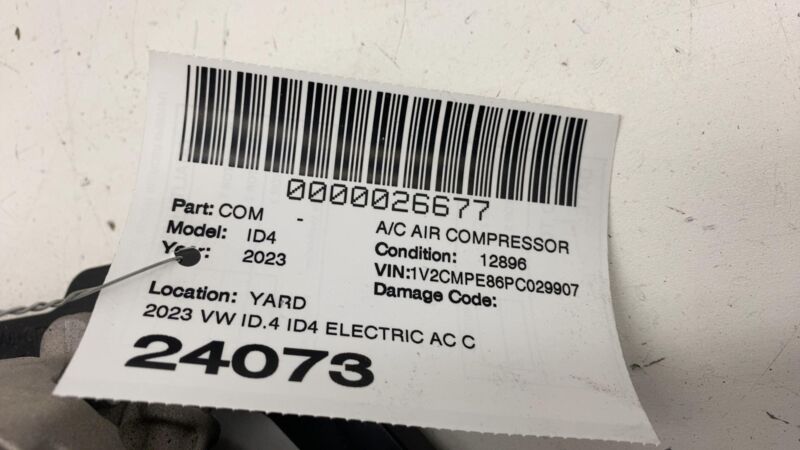 0000026677
Part: COM - A/C AIR COMPRESSOR
Model: ID4 Condition: 12896
Year: 2023 VIN:1V2CMPE86PC029907
Damage Code:
Location: YARD
2023 VW ID.4 ID4 ELECTRIC AC C
24073